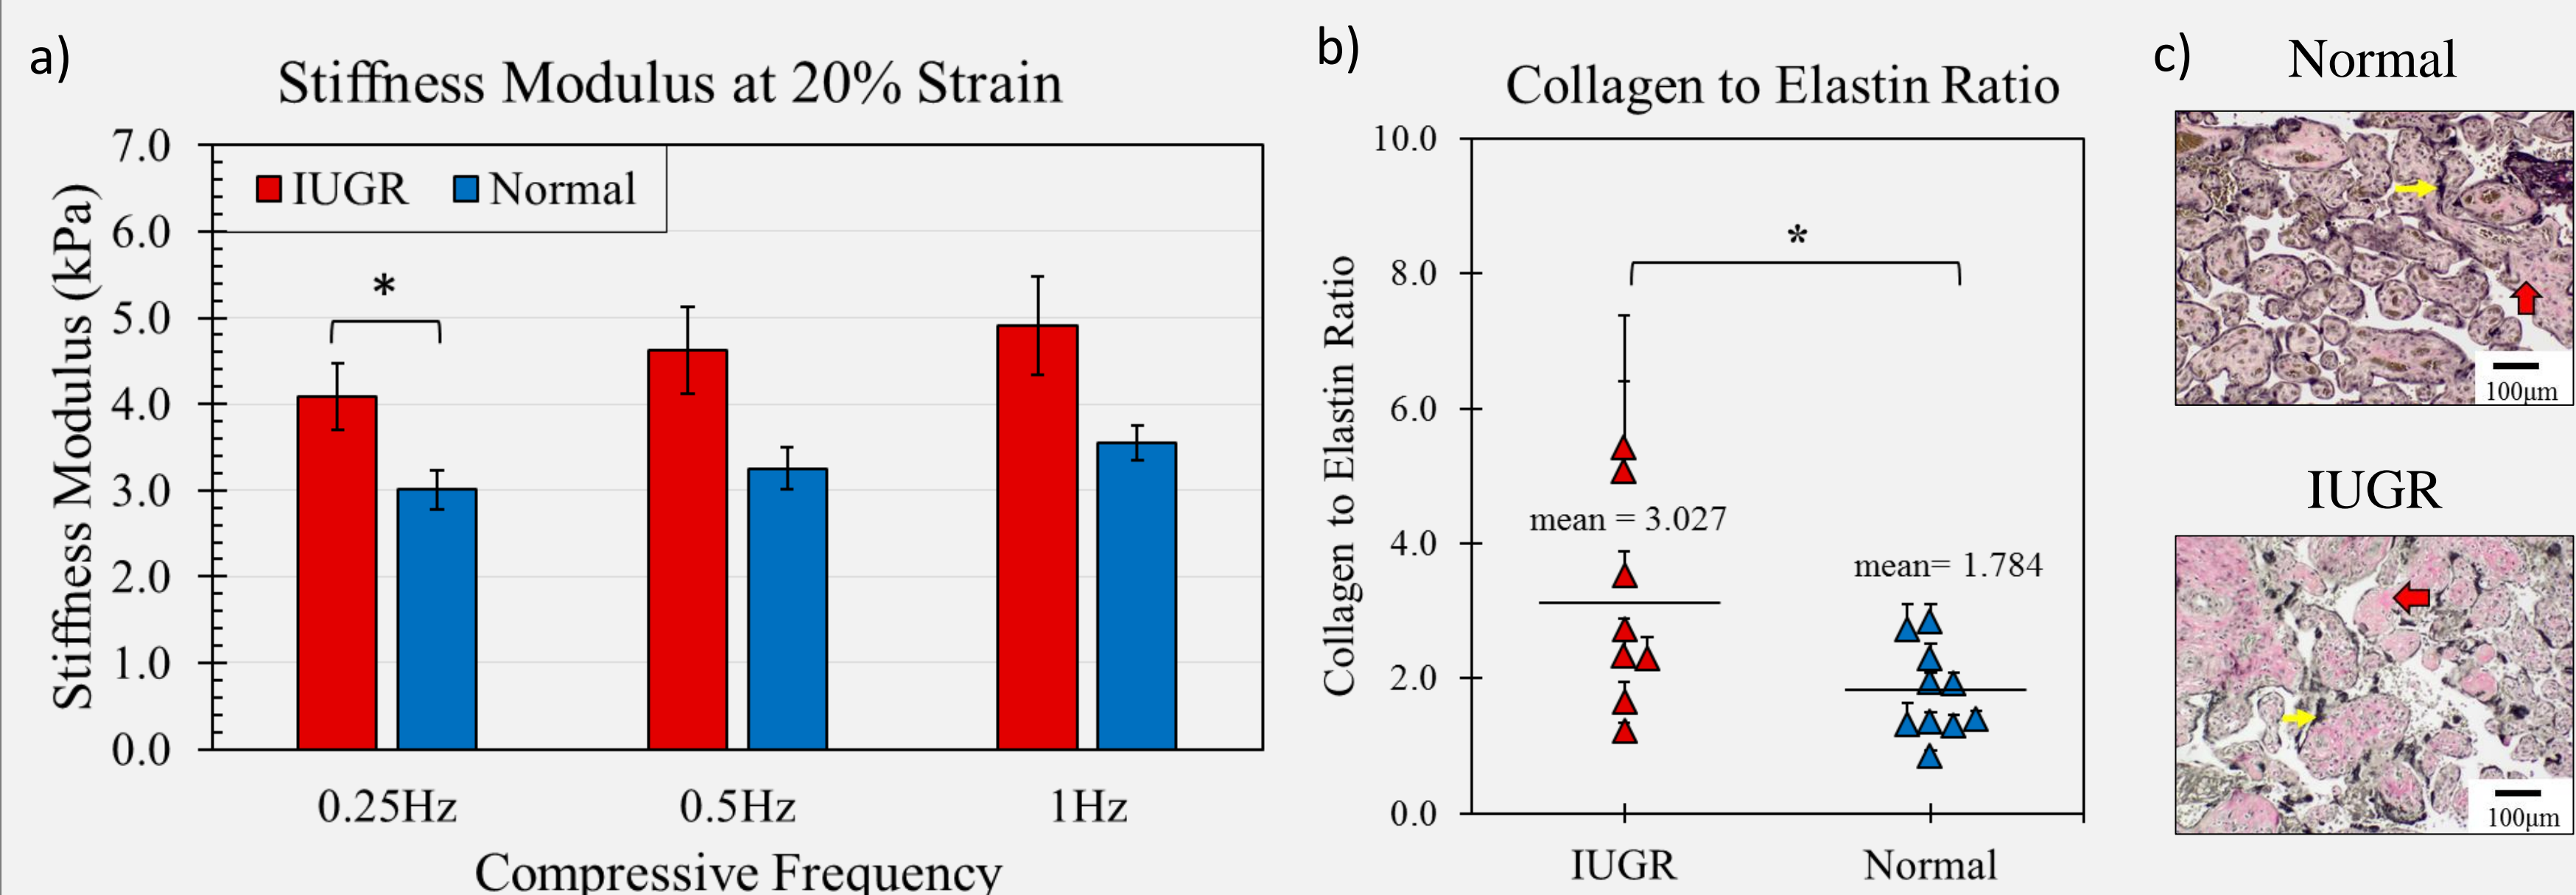 a)
Stiffness Modulus at 20% Strain
Stiffness Modulus (kPa)
7.0
6.0
5.0
4.0
3.0
2.0
1.0
0.0
IUGR Normal
*
0.25Hz 0.5Hz 1Hz
Compressive Frequency
b)
Collagen to Elastin Ratio
Collagen to Elastin Ratio
10.0
8.0
6.0
4.0
2.0
0.0
*
mean = 3.027
mean= 1.784
IUGR Normal
c)
Normal
100μm
IUGR
100μm